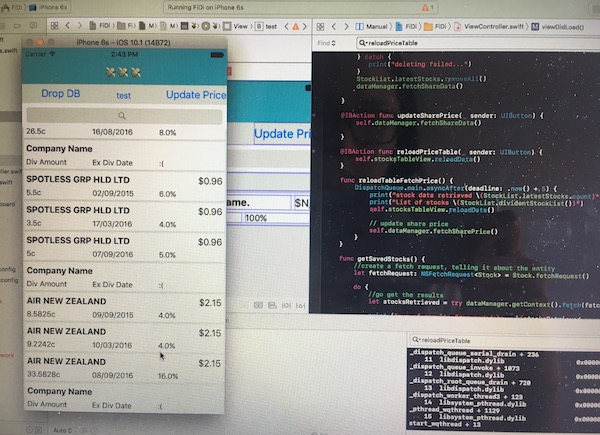 FiDi iPhone 6s
Running FiDi on iPhone 6s
1
iPhone 6s – iOS 10.1 (14B72)
Carrier
2:43 PM
Drop DB test Update Price
26.5c 16/08/2016 8.0%
Company Name
Div Amount Ex Div Date :(
SPOTLESS GRP HLD LTD $0.96
5.5c 02/09/2015 6.0%
SPOTLESS GRP HLD LTD $0.96
3.5c 17/03/2016 4.0%
SPOTLESS GRP HLD LTD $0.96
5c 07/09/2016 5.0%
Company Name
Div Amount Ex Div Date :(
AIR NEW ZEALAND $2.15
8.5825c 09/09/2015 4.0%
AIR NEW ZEALAND $2.15
9.2242c 10/03/2016 4.0%
AIR NEW ZEALAND $2.15
33.5828c 08/09/2016 16.0%
Company Name
Div Amount Ex Div Date :(
View
test
Update Pri
ame. $N
100%
Manual FiDi FiDi ViewController.swift viewDidLoad()
Find reloadPriceTable
} catch {
print("deleting failed...")
}
StockList.latestStocks.removeAll()
dataManager.fetchShareData()
}
@IBAction func updateSharePrice(_ sender: UIButton) {
self.dataManager.fetchShareData()
}
@IBAction func reloadPriceTable(_ sender: UIButton) {
self.stocksTableView.reloadData()
}
func reloadTableFetchPrice() {
DispatchQueue.main.asyncAfter(deadline: .now() +.5) {
print("stock data retrieved \(StockList.latestStocks.count)"
print("List of stocks \(StockList.dividentStockList())")
self.stocksTableView.reloadData()
// update share price
self.dataManager.fetchSharePrice()
}
}
func getSavedStocks() {
//create a fetch request, telling it about the entity
let fetchRequest: NSFetchRequest<Stock> = Stock.fetchRequest()
do {
//go get the results
let stocksRetrieved = try dataManager.getContext().fetch(fetc
reloadPriceTable
_dispatch_queue_serial_drain + 236
11 libdispatch.dylib 0x0000
_dispatch_queue_invoke + 1073
12 libdispatch.dylib 0x0000
_dispatch_root_queue_drain + 720
13 libdispatch.dylib 0x0000
_dispatch_worker_thread3 + 123
14 libsystem_pthread.dylib
_pthread_wqthread + 1129
15 libsystem_pthread.dylib
start_wqthread + 13
Auto